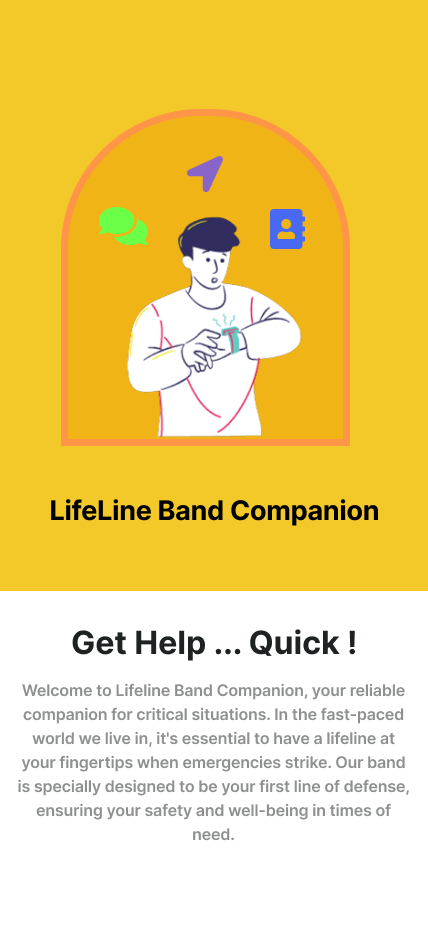 LifeLine Band Companion
Get Help ... Quick !
Welcome to Lifeline Band Companion, your reliable
companion for critical situations. In the fast-paced
world we live in, it's essential to have a lifeline at
your fingertips when emergencies strike. Our band
is specially designed to be your first line of defense,
ensuring your safety and well-being in times of
need.